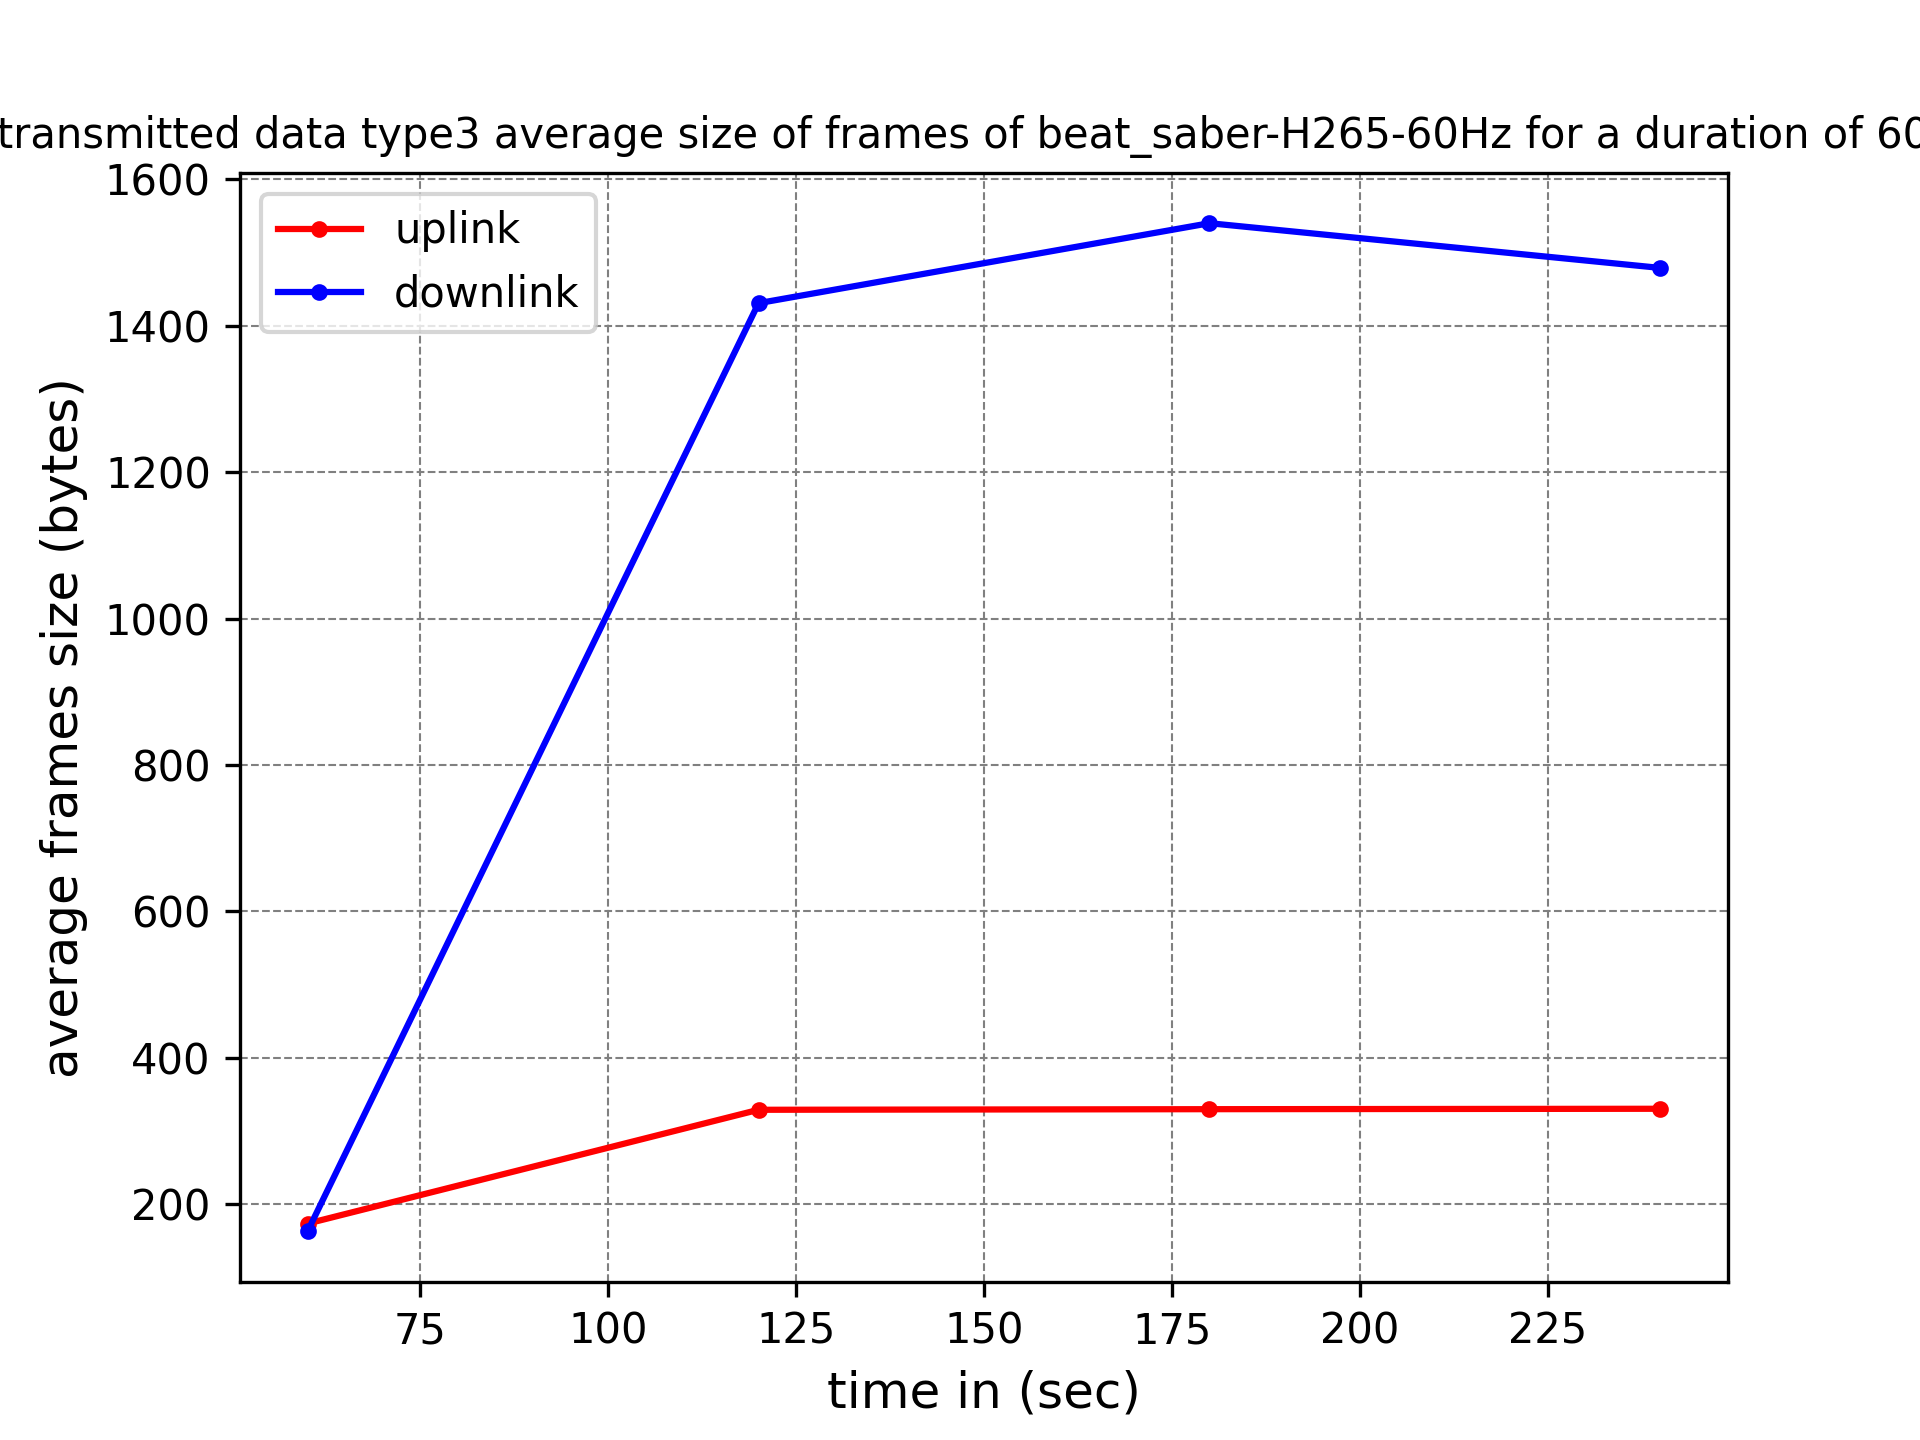 transmitted data type3 average size of frames of beat_saber-H265-60Hz for a duration of 60
1600
1400
1200
1000
800
600
400
200
average frames size (bytes)
uplink
downlink
75 100 125 150 175 200 225
time in (sec)